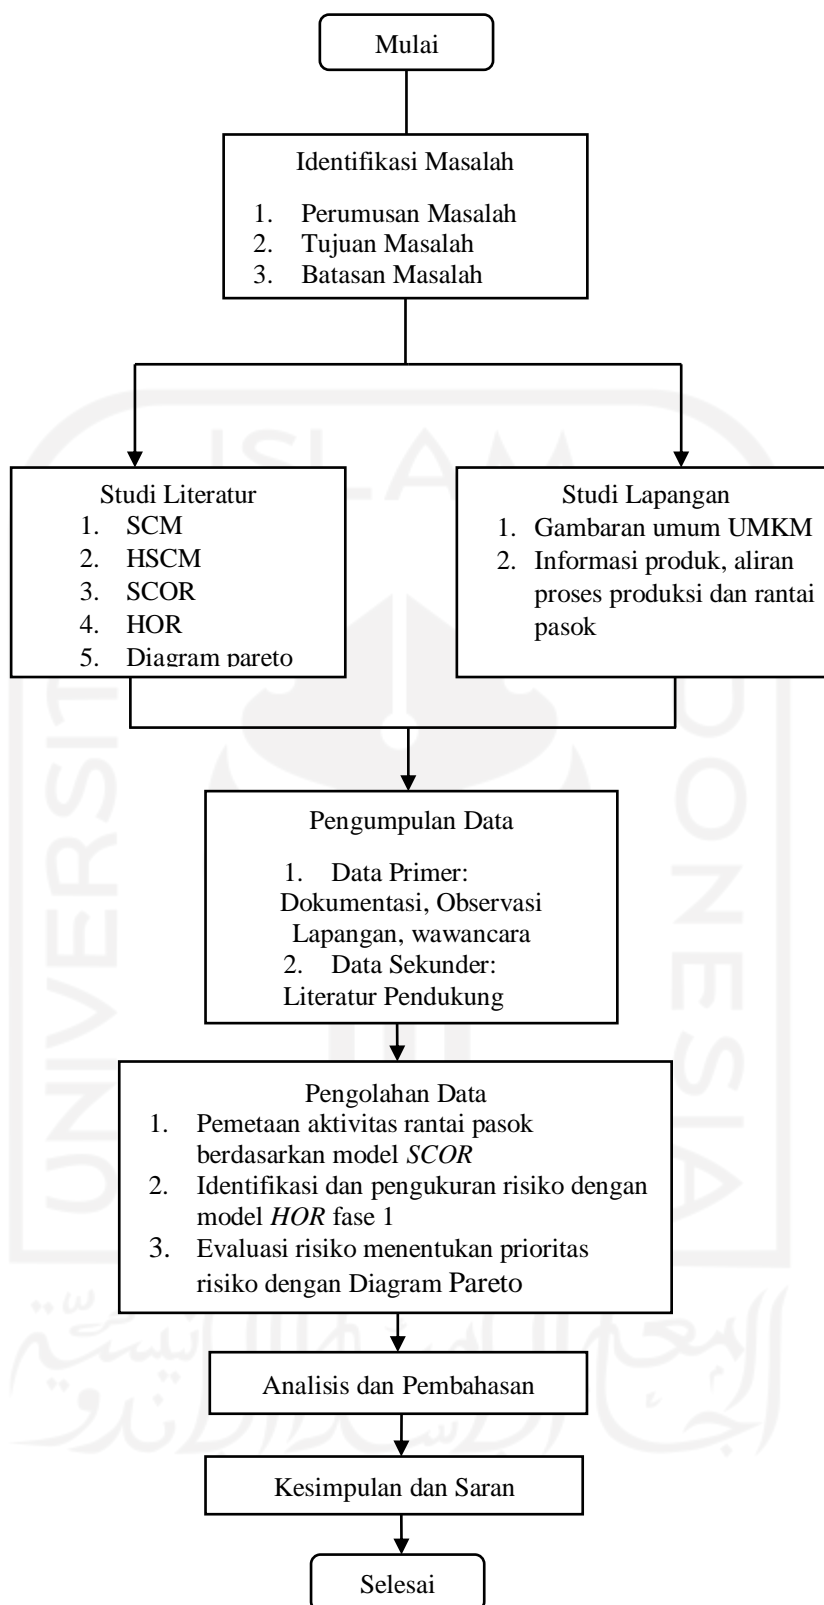 Mulai
Identifikasi Masalah
1. Perumusan Masalah
2. Tujuan Masalah
3. Batasan Masalah
Studi Literatur
1. SCM
2. HSCM
3. SCOR
4. HOR
5. Diagram pareto
Studi Lapangan
1. Gambaran umum UMKM
2. Informasi produk, aliran
proses produksi dan rantai
pasok
Pengumpulan Data
1. Data Primer:
Dokumentasi, Observasi
Lapangan, wawancara
2. Data Sekunder:
Literatur Pendukung
Pengolahan Data
1. Pemetaan aktivitas rantai pasok
berdasarkan model SCOR
2. Identifikasi dan pengukuran risiko dengan
model HOR fase 1
3. Evaluasi risiko menentukan prioritas
risiko dengan Diagram Pareto
Analisis dan Pembahasan
Kesimpulan dan Saran
Selesai
ISLAM